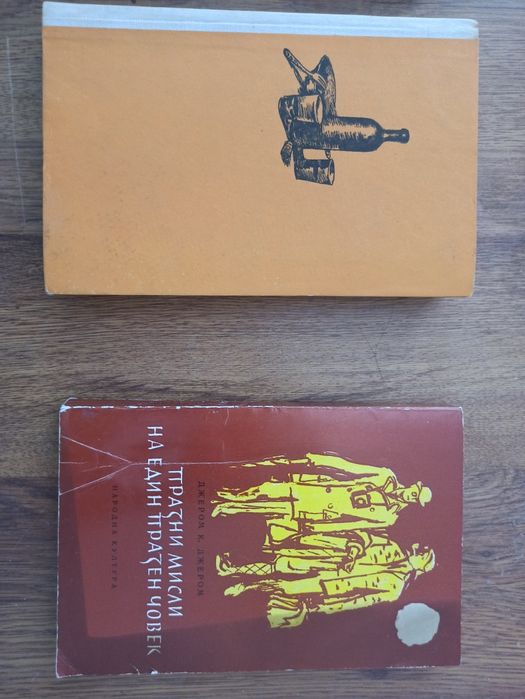 ДЖЕРОМ К. ДЖЕРОМ
ПРАЗНИ МИСЛИ
НА ЕДИН ПРАЗЕН ЧОВЕК
НАРОДНА КУЛТУРА